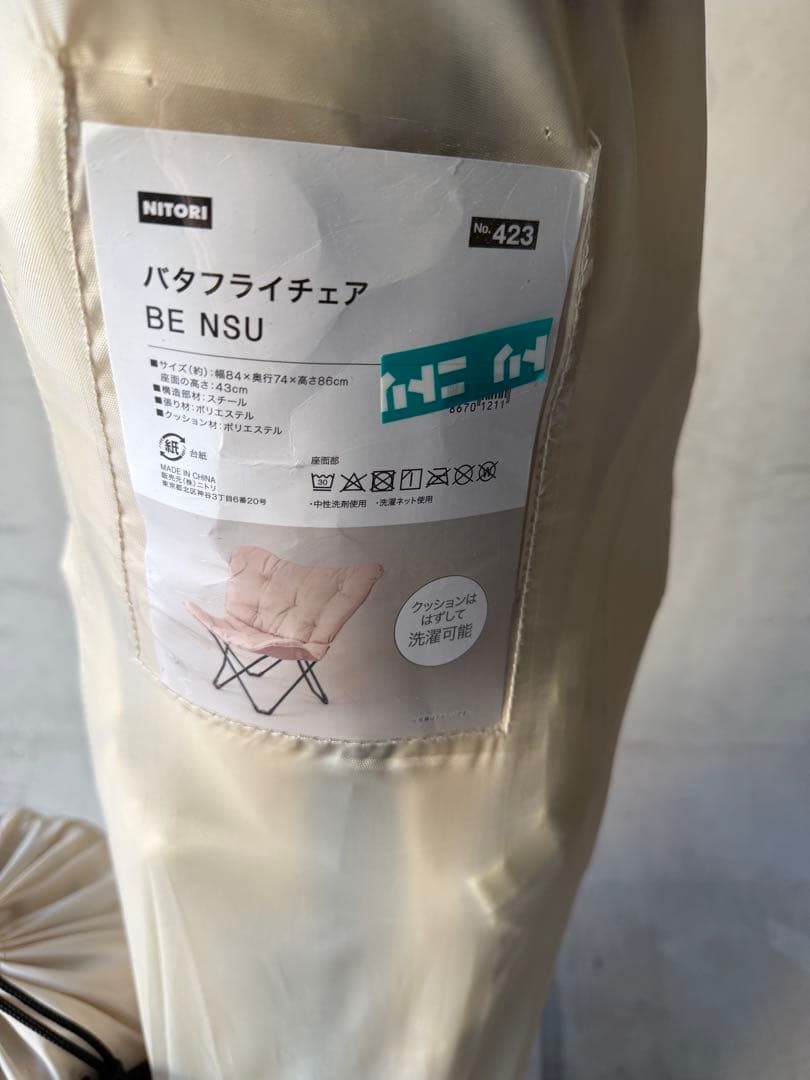 NITORI
No.423
バタフライチェア
BE NSU
■サイズ(約):幅84×奥行74×高さ86cm
座面の高さ:43cm
■構造部材:スチール
■張り材:ポリエステル
■クッション材:ポリエステル
ニトリ
8670 1211
紙 台紙
MADE IN CHINA
販売元(株)ニトリ
東京都北区神谷3丁目6番20号
座面部
30
W
・中性洗剤使用 ・洗濯ネット使用
クッションは
はずして
洗濯可能